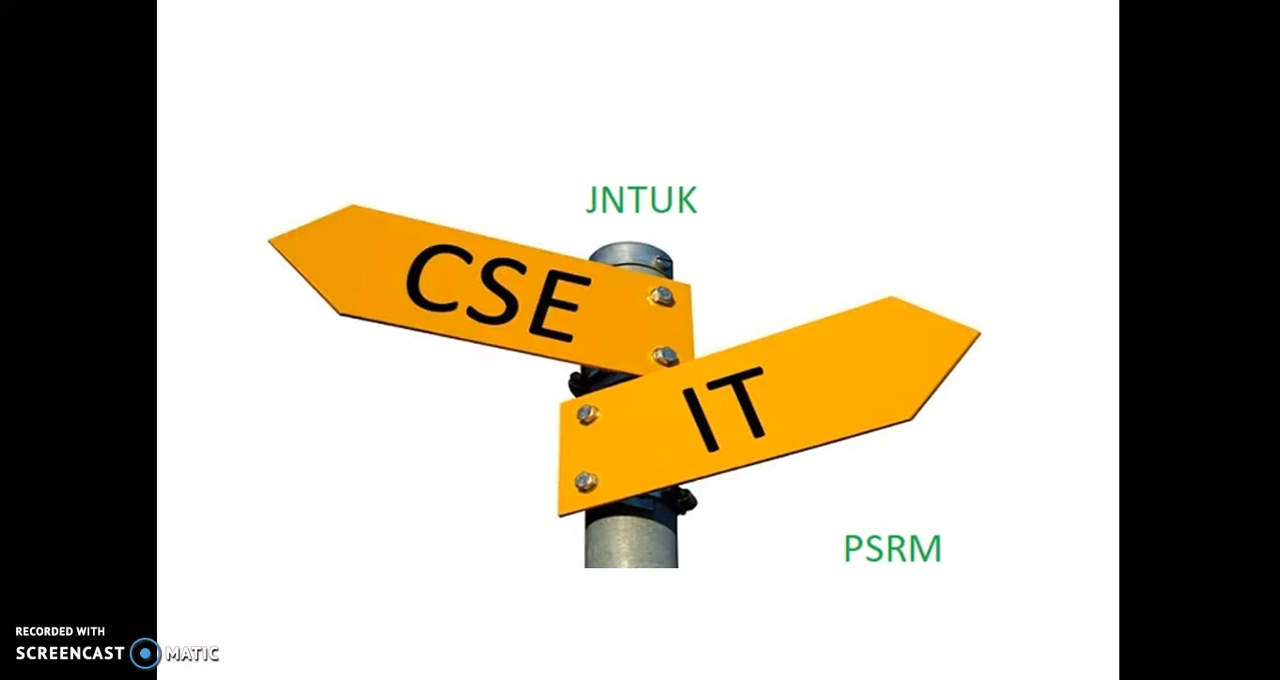 JNTUK
CSE
IT
PSRM
RECORDED WITH
SCREENCAST MATIC